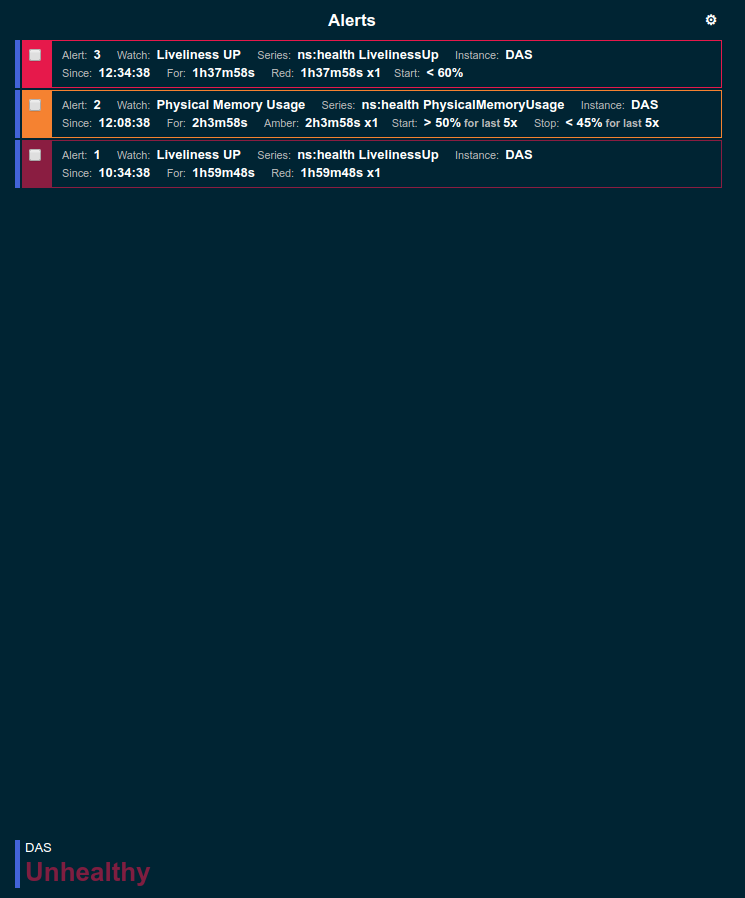 Alerts
Alert: 3 Watch: Liveliness UP Series: ns:health LivelinessUp Instance: DAS
Since: 12:34:38 For: 1h37m58s Red: 1h37m58s x1 Start: < 60%
Alert: 2 Watch: Physical Memory Usage Series: ns:health PhysicalMemoryUsage Instance: DAS
Since: 12:08:38 For: 2h3m58s Amber: 2h3m58s x1 Start: > 50% for last 5x Stop: < 45% for last 5x
Alert: 1 Watch: Liveliness UP Series: ns:health LivelinessUp Instance: DAS
Since: 10:34:38 For: 1h59m48s Red: 1h59m48s x1
DAS
Unhealthy